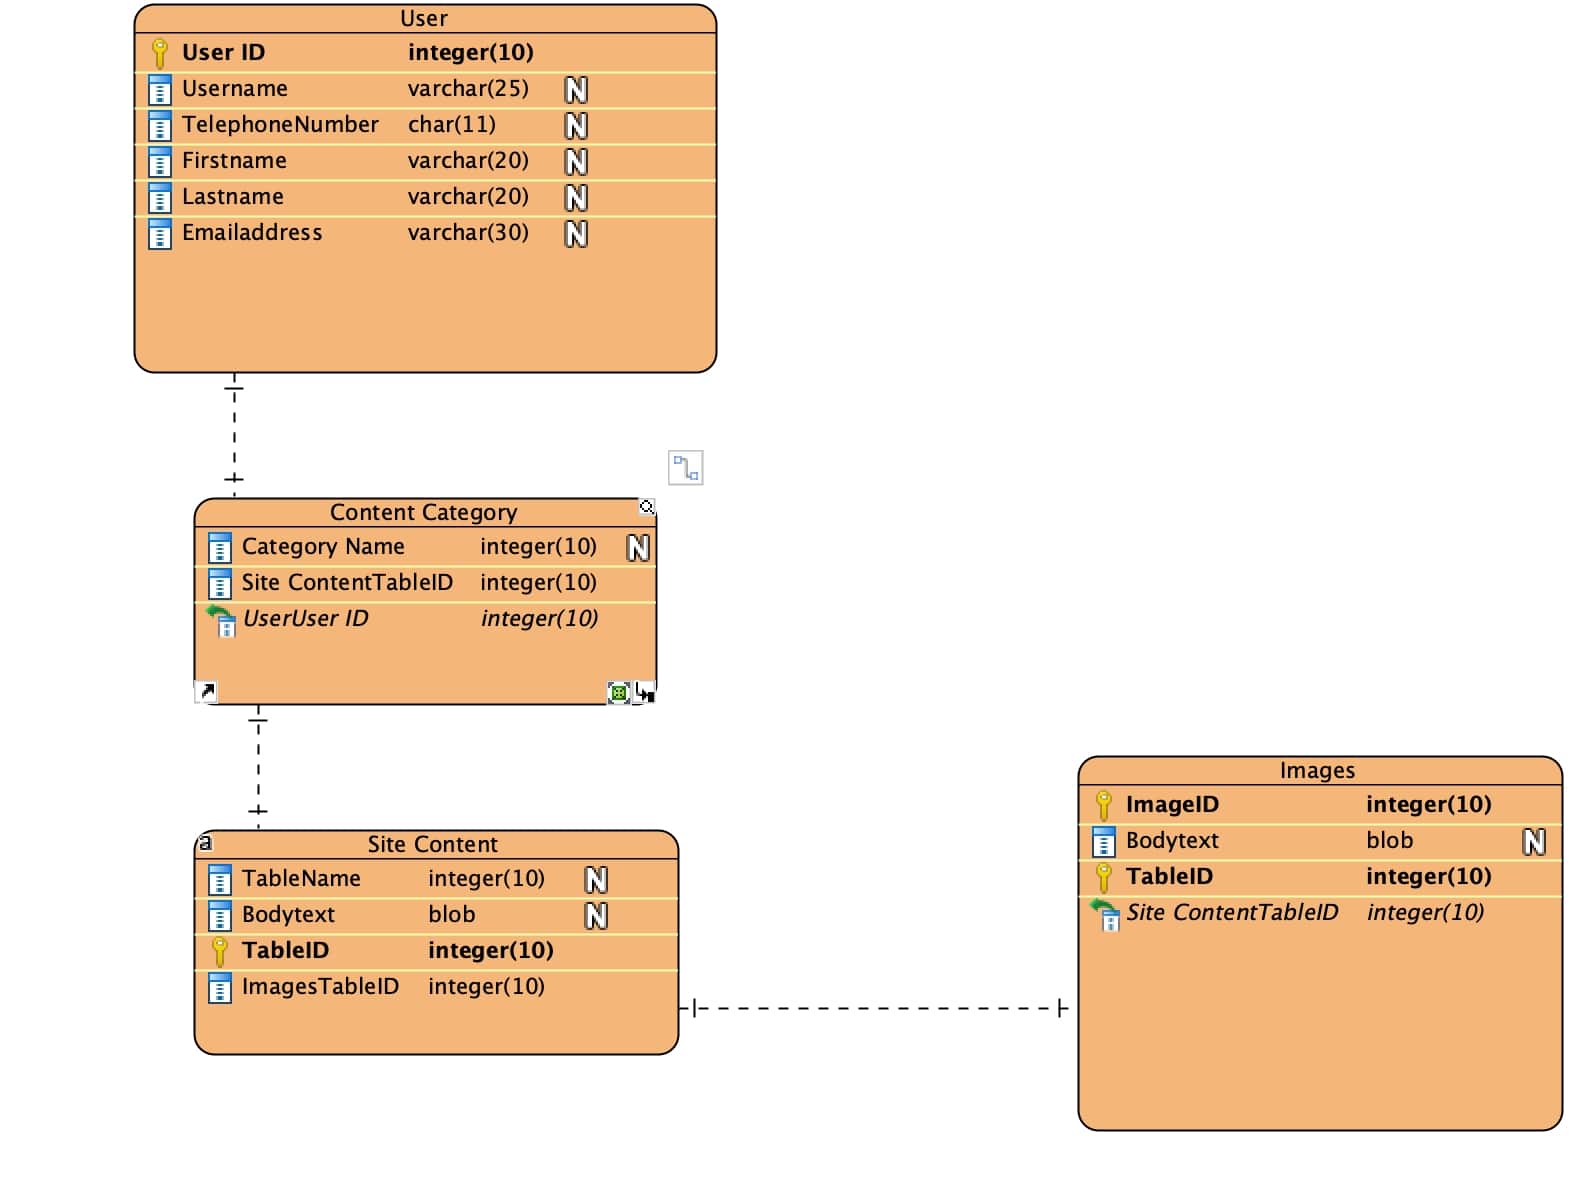 User
User ID integer(10)
Username varchar(25) N
TelephoneNumber char(11) N
Firstname varchar(20) N
Lastname varchar(20) N
Emailaddress varchar(30) N
Content Category
Category Name integer(10) N
Site ContentTableID integer(10)
UserUser ID integer(10)
a
Site Content
TableName integer(10) N
Bodytext blob N
TableID integer(10)
ImagesTableID integer(10)
Images
ImageID integer(10)
Bodytext blob N
TableID integer(10)
Site ContentTableID integer(10)